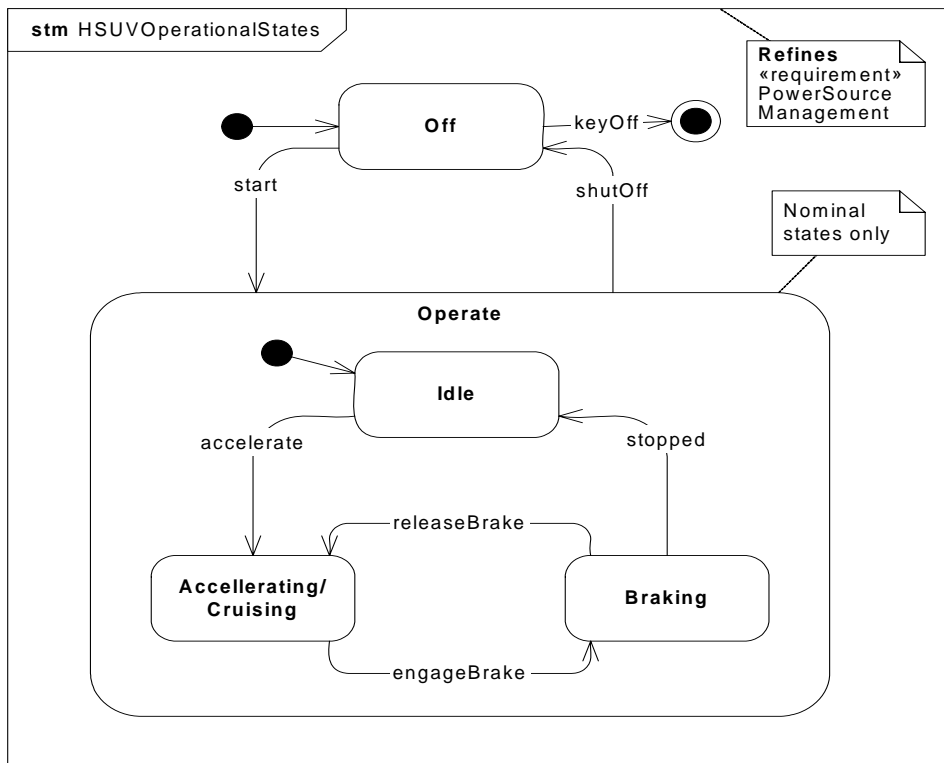 stm HSUVOperationalStates
Refines
«requirement»
PowerSource
Management
Off
keyOff
start
shutOff
Nominal
states only
Operate
Idle
accelerate
stopped
releaseBrake
Accellerating/
Cruising
Braking
engageBrake